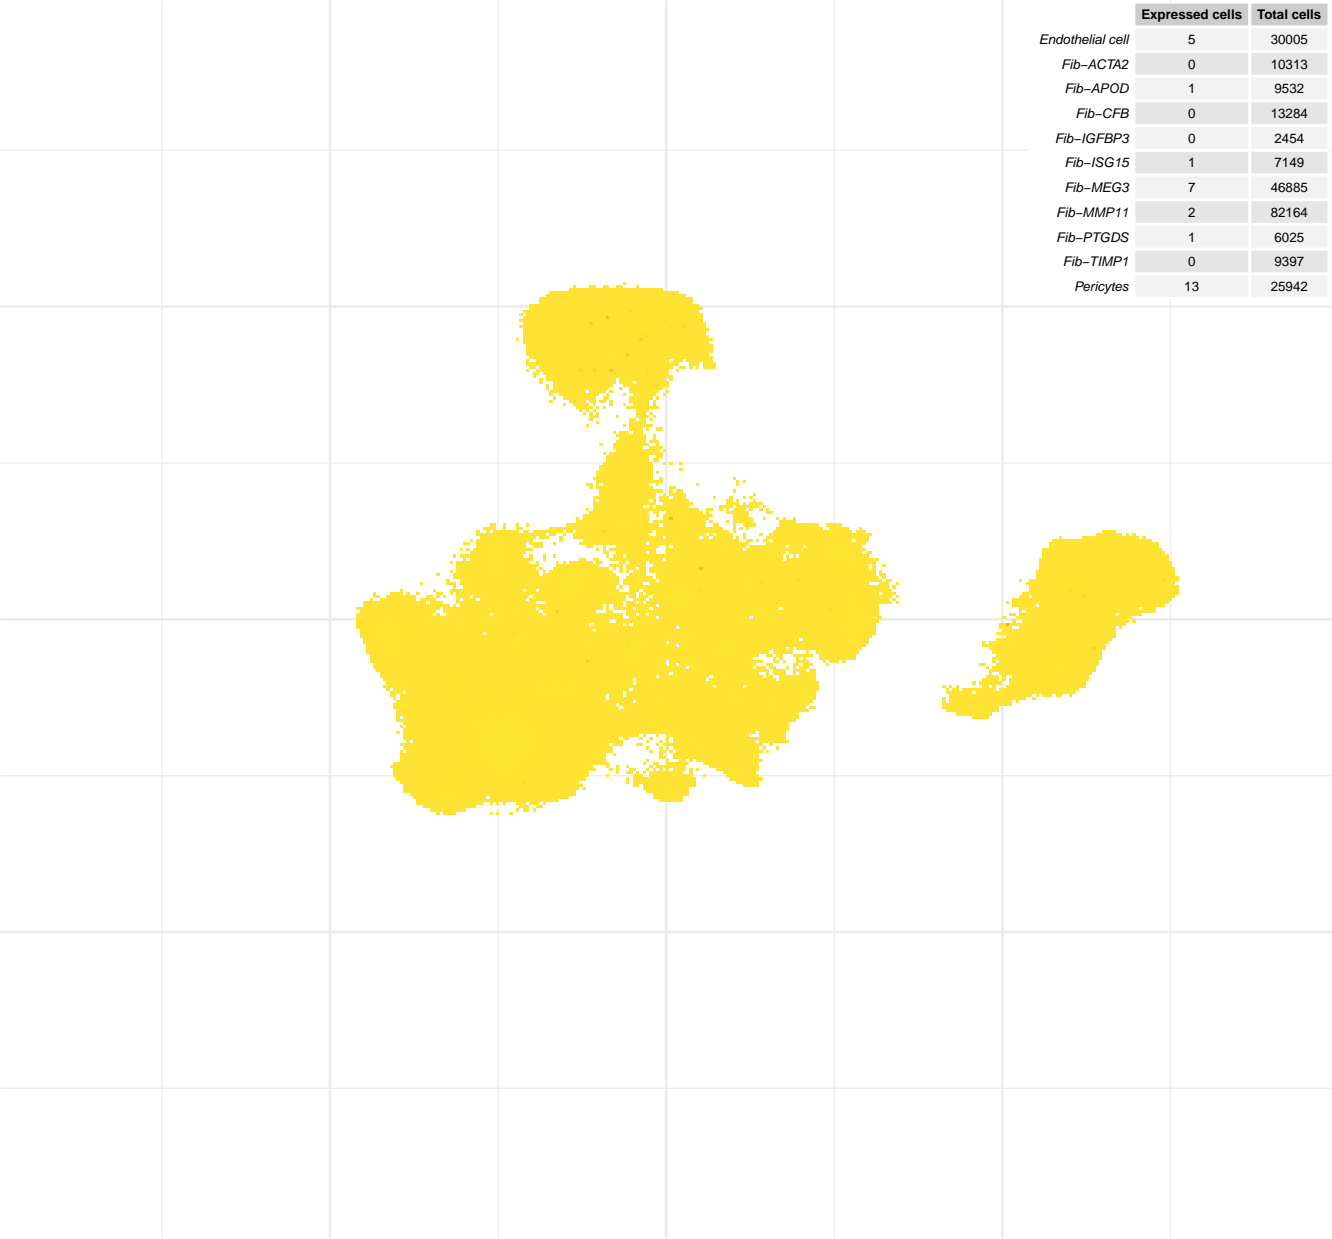 Expressed cells Total cells
Endothelial cell 5 30005
Fib−ACTA2 0 10313
Fib−APOD 1 9532
Fib−CFB 0 13284
Fib−IGFBP3 0 2454
Fib−ISG15 1 7149
Fib−MEG3 7 46885
Fib−MMP11 2 82164
Fib−PTGDS 1 6025
Fib−TIMP1 0 9397
Pericytes 13 25942